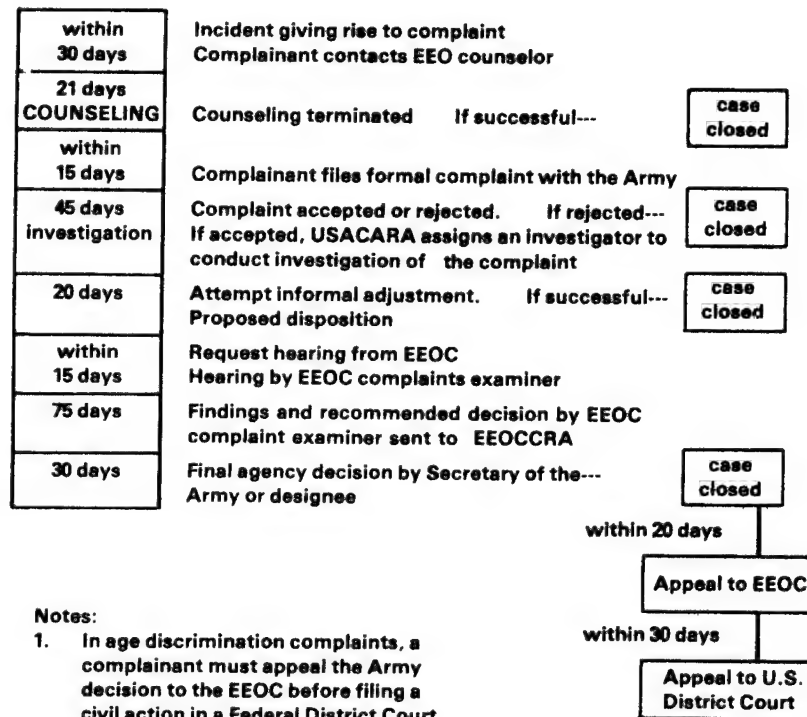 within Incident giving rise to complaint
30 days Complainant contacts EEO counselor
21 days
COUNSELING Counseling terminated If successful--- case closed
within
15 days Complainant files formal complaint with the Army
45 days Complaint accepted or rejected. If rejected--- case closed
investigation If accepted, USACARA assigns an investigator to
conduct investigation of the complaint
20 days Attempt informal adjustment. If successful--- case closed
Proposed disposition
within Request hearing from EEOC
15 days Hearing by EEOC complaints examiner
75 days Findings and recommended decision by EEOC
complaint examiner sent to EEOCCRA
30 days Final agency decision by Secretary of the--- case closed
Army or designee
within 20 days
Appeal to EEOC
within 30 days
Appeal to U.S.
District Court
Notes:
1. In age discrimination complaints, a
complainant must appeal the Army
decision to the EEOC before filing a
civil action in a Federal District Court